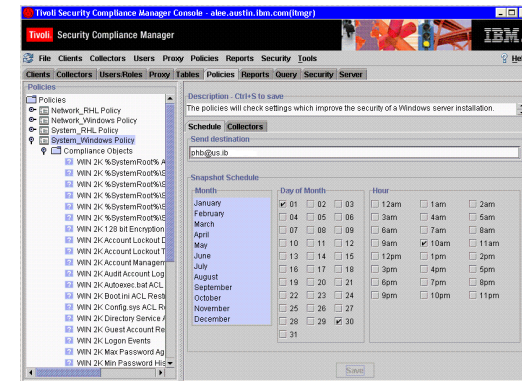 Tivoli Security Compliance Manager Console - alee.austin.ibm.com(itmgr)
Tivoli. Security Compliance Manager
IBM
File Clients Collectors Users Proxy Policies Reports Security Tools He
Clients Collectors Users/Roles Proxy Tables Policies Reports Query Security Server
Policies
Policies
Network_RHL Policy
Network_Windows Policy
System_RHL Policy
System_Windows Policy
Compliance Objects
WIN 2K %SystemRoot% A
WIN 2K %SystemRoot%\S
WIN 2K %SystemRoot%\S
WIN 2K %SystemRoot%\S
WIN 2K %SystemRoot%\S
WIN 2K 128 bit Encryption
WIN 2K Account Lockout D
WIN 2K Account Lockout T
WIN 2K Account Managem
WIN 2K Audit Account Log
WIN 2K Autoexec.bat ACL
WIN 2K Boot.ini ACL Restri
WIN 2K Config.sys ACL Re
WIN 2K Directory Service A
WIN 2K Guest Account Re
WIN 2K Logon Events
WIN 2K Max Password Ag
WIN 2K Min Password His
Description - Ctrl+S to save
The policies will check settings which improve the security of a Windows server installation.
Schedule Collectors
Send destination
phb@us.ib
Snapshot Schedule
Month
January
February
March
April
May
June
July
August
September
October
November
December
Day of Month
01 02 03
04 05 06
07 08 09
10 11 12
13 14 15
16 17 18
19 20 21
22 23 24
25 26 27
28 29 30
31
Hour
12am 1am 2am
3am 4am 5am
6am 7am 8am
9am 10am 11am
12pm 1pm 2pm
3pm 4pm 5pm
6pm 7pm 8pm
9pm 10pm 11pm
Save